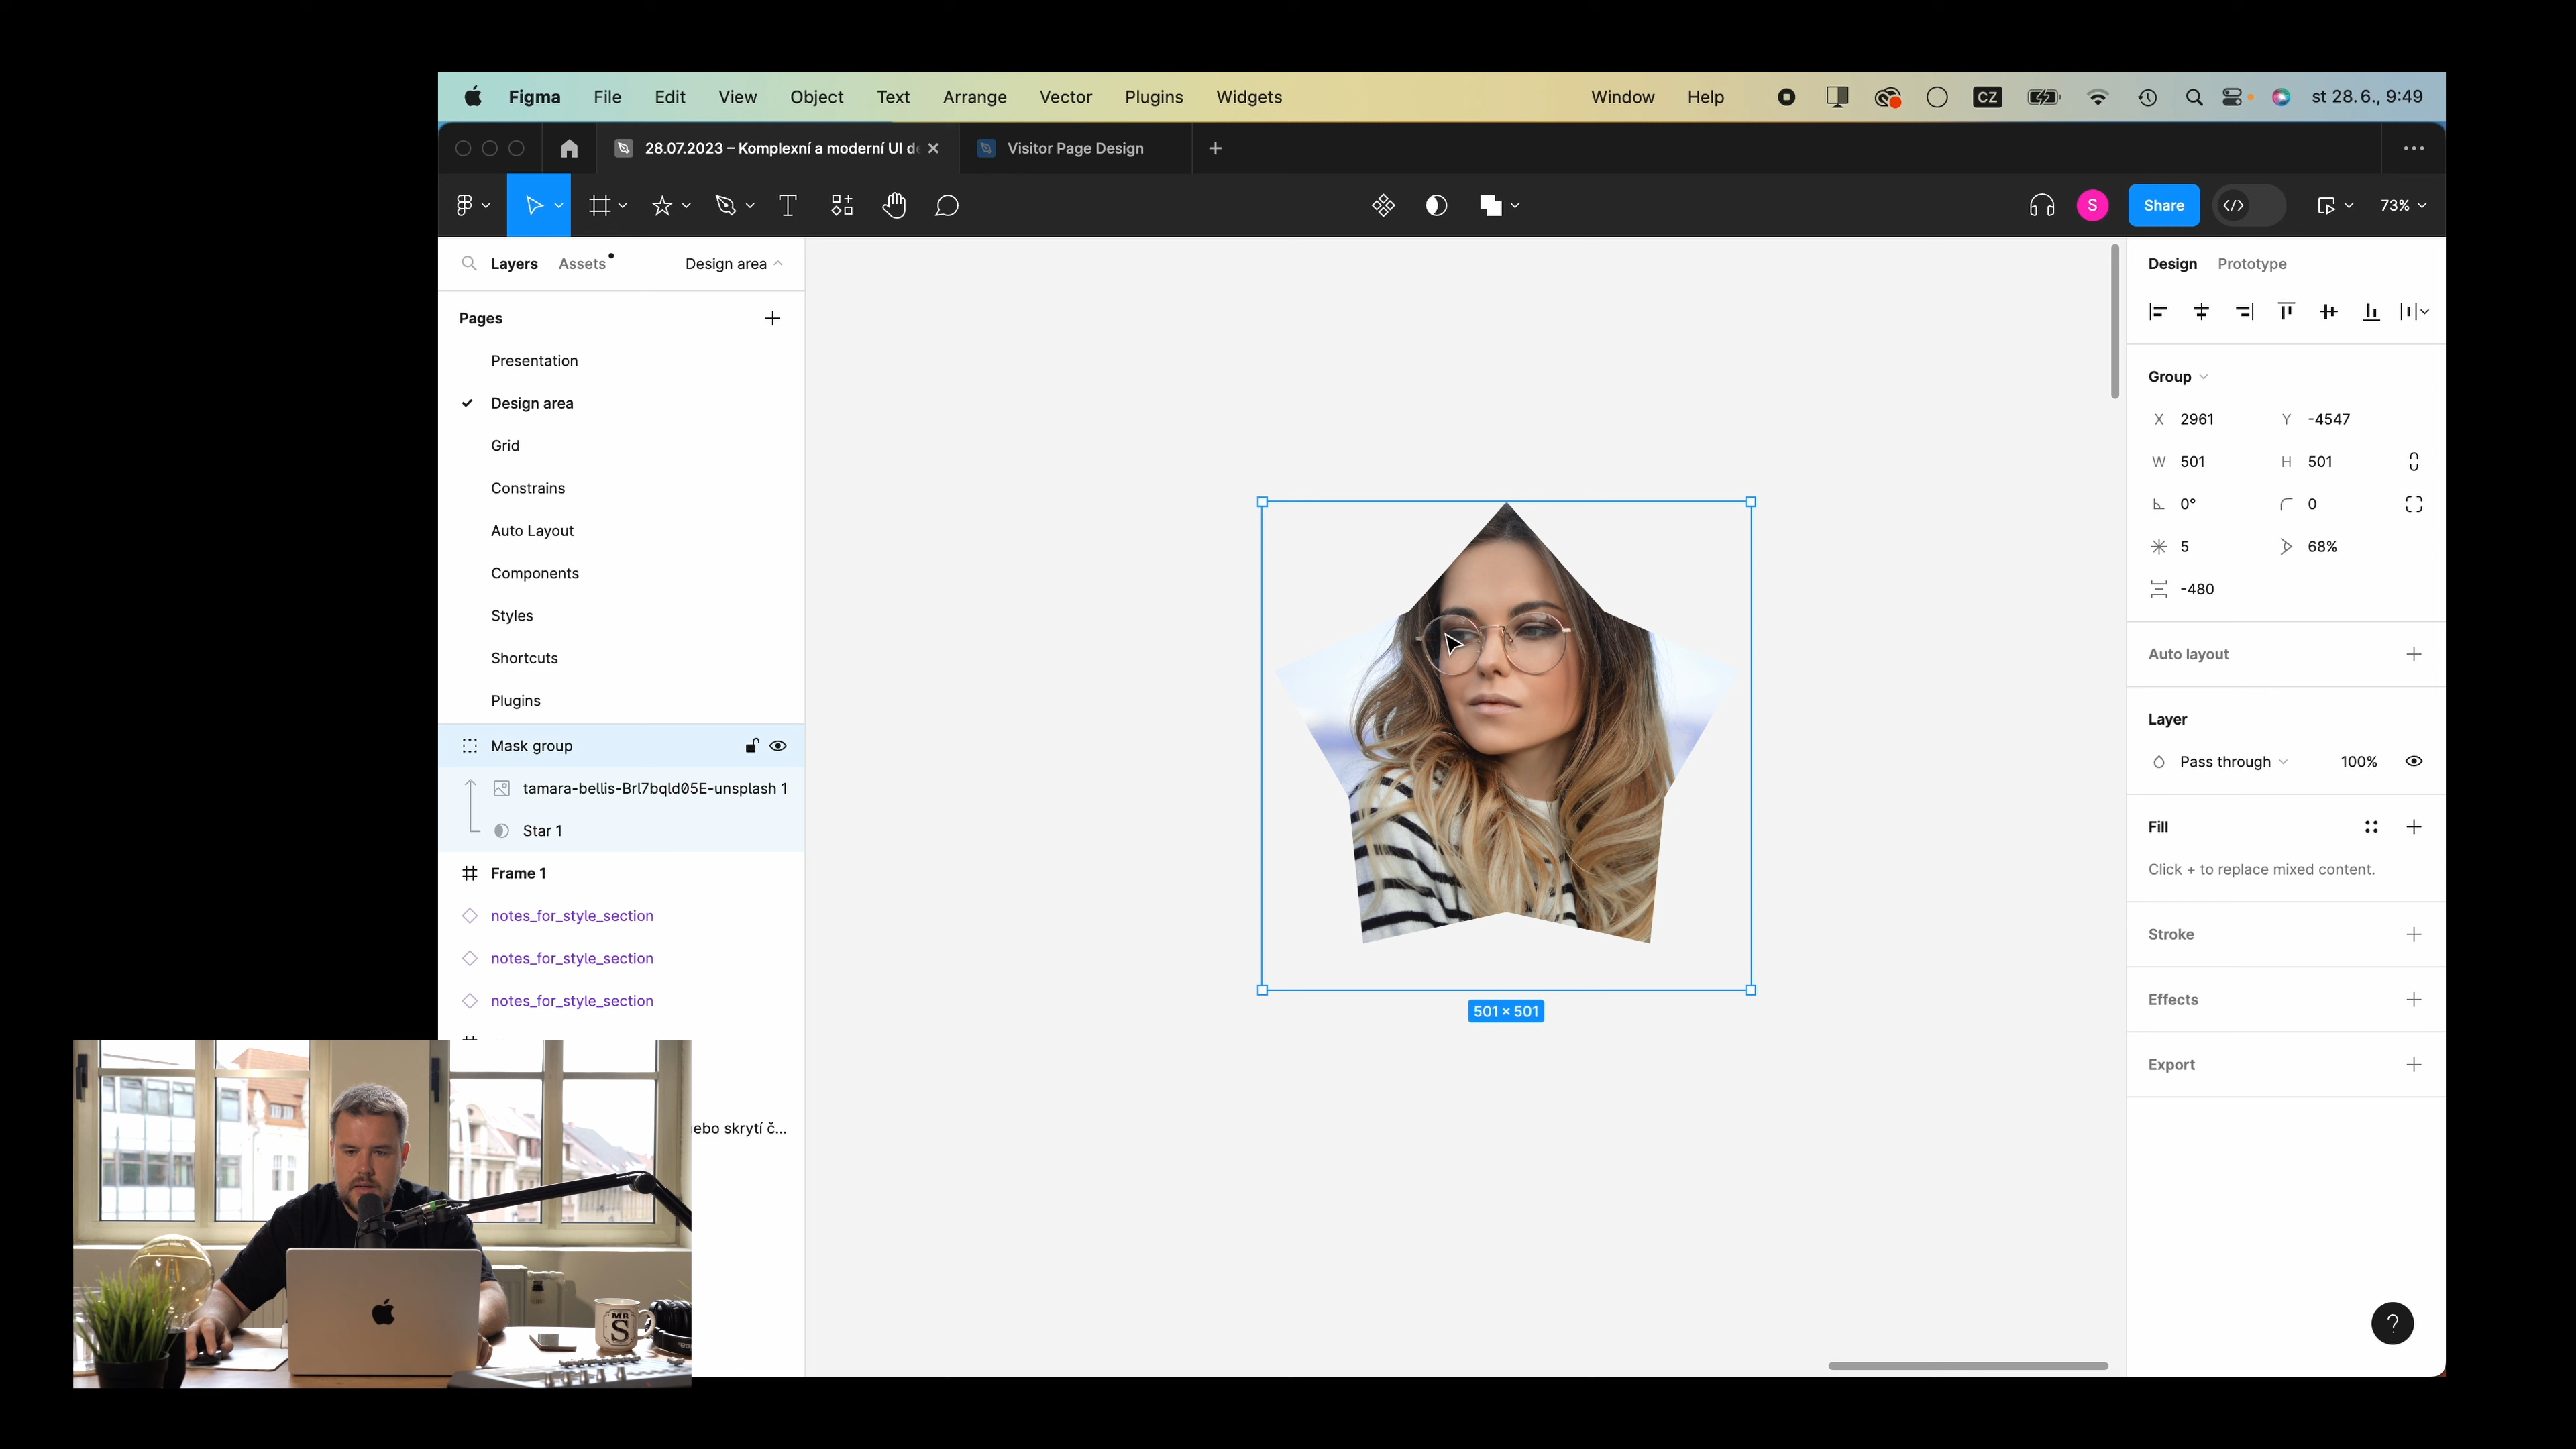 Figma File Edit View Object Text Arrange Vector Plugins Widgets Window Help CZ st 28. 6., 9:49
28.07.2023 – Komplexní a moderní UI de Visitor Page Design
S Share 73%
Layers Assets Design area
Pages
Presentation
Design area
Grid
Constrains
Auto Layout
Components
Styles
Shortcuts
Plugins
Mask group
tamara-bellis-Brl7bqld05E-unsplash 1
Star 1
Frame 1
notes_for_style_section
notes_for_style_section
notes_for_style_section
nebo skrytí č...
501 × 501
Design Prototype
Group
X 2961 Y -4547
W 501 H 501
0° 0
5 68%
-480
Auto layout
Layer
Pass through 100%
Fill
Click + to replace mixed content.
Stroke
Effects
Export
?
MR
S